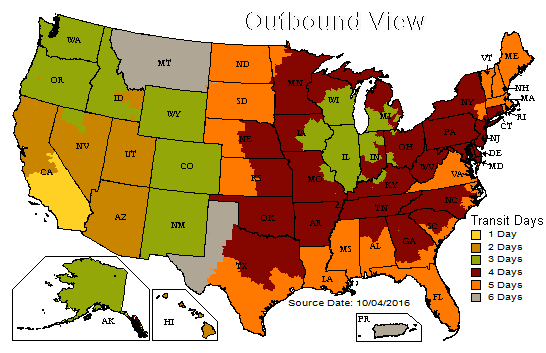 Outbound View
WA
MT
ND
MN
VT
ME
OR
ID
SD
WI
MI
NY
NH
MA
RI
CT
WY
IA
PA
NJ
NV
UT
NE
IL
IN
OH
DE
MD
CA
CO
KS
MO
WV
VA
KY
AZ
NM
OK
AR
TN
NC
SC
TX
MS
AL
GA
LA
FL
Transit Days
1 Day
2 Days
3 Days
4 Days
5 Days
6 Days
Source Date: 10/04/2016
AK
HI
PR